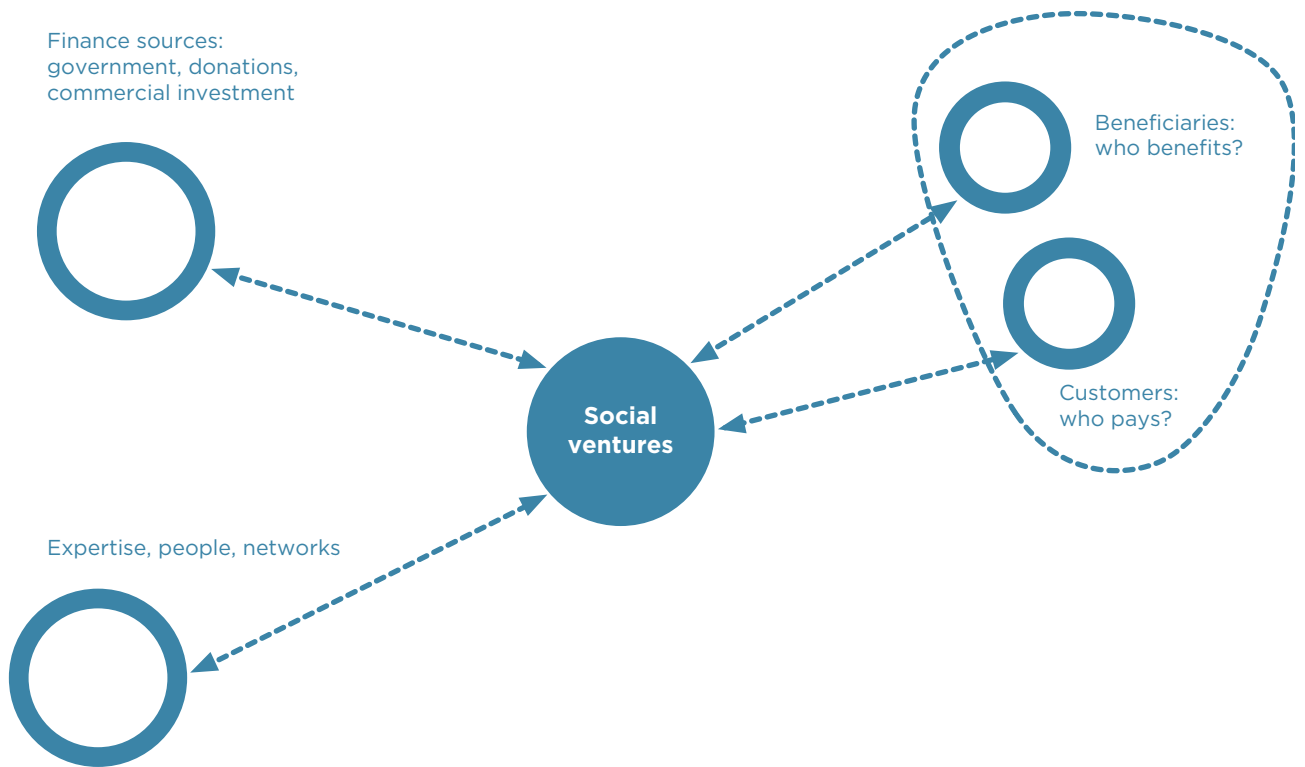 Finance sources:
government, donations,
commercial investment
Beneficiaries:
who benefits?
Customers:
who pays?
Social
ventures
Expertise, people, networks